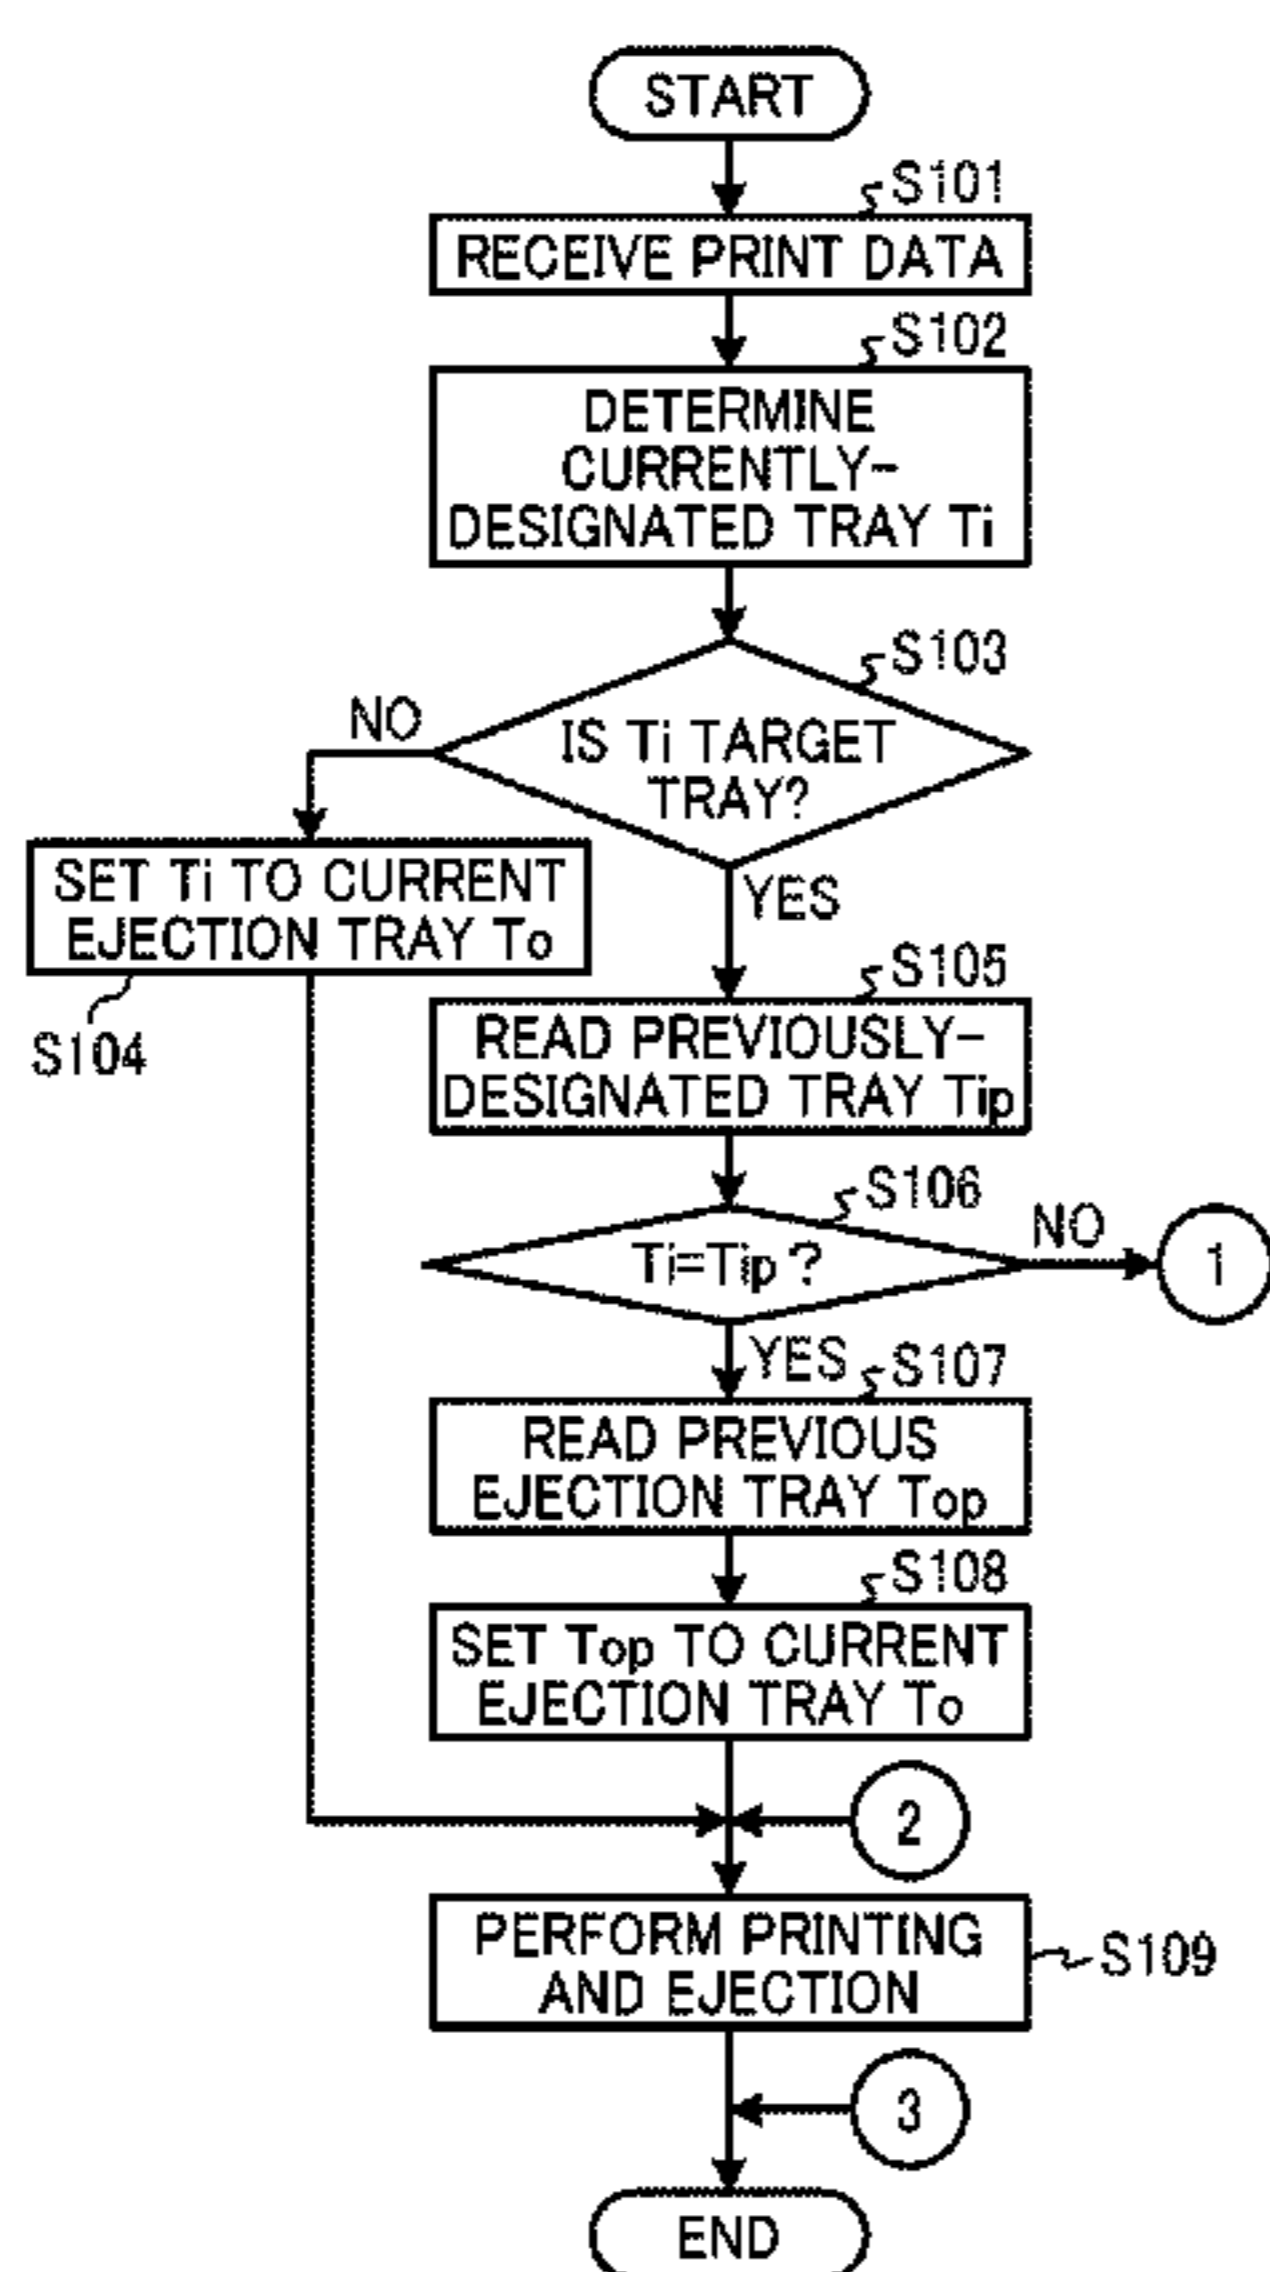 START
S101
RECEIVE PRINT DATA
S102
DETERMINE
CURRENTLY-
DESIGNATED TRAY Ti
S103
IS Ti TARGET
TRAY?
NO
YES
SET Ti TO CURRENT
EJECTION TRAY To
S104
S105
READ PREVIOUSLY-
DESIGNATED TRAY Tip
S106
Ti=Tip ?
NO
1
YES
S107
READ PREVIOUS
EJECTION TRAY Top
S108
SET Top TO CURRENT
EJECTION TRAY To
2
PERFORM PRINTING
AND EJECTION
S109
3
END